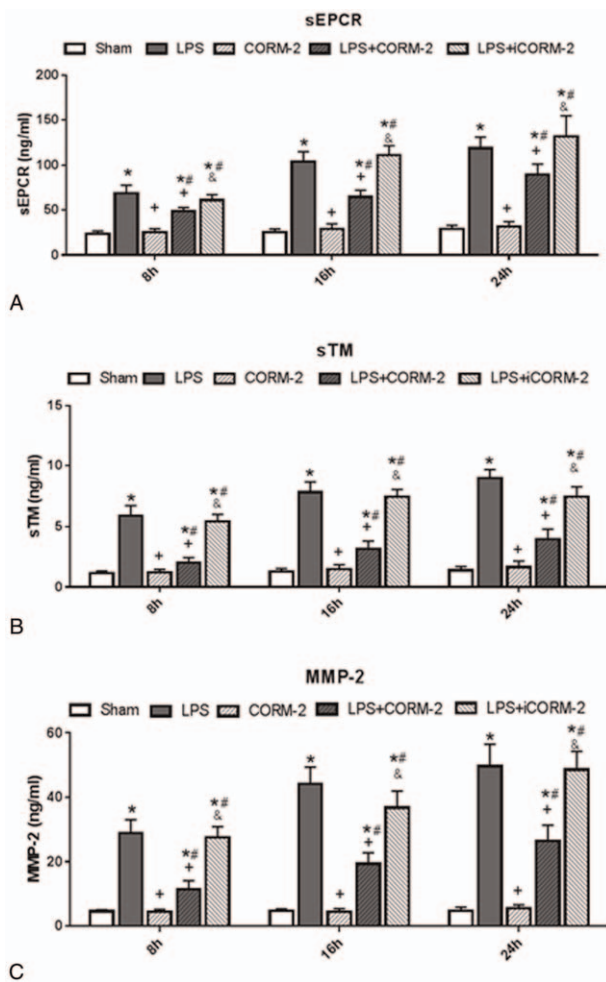 sEPCR
Sham LPS CORM-2 LPS+CORM-2 LPS+iCORM-2
sEPCR (ng/ml)
200
150
100
50
0
* + *# + *# &
* + *# + *# &
* + *# + *# &
8h 16h 24h
A
sTM
Sham LPS CORM-2 LPS+CORM-2 LPS+iCORM-2
sTM (ng/ml)
15
10
5
0
* + *# + *# &
* + *# + *# &
* + *# + *# &
8h 16h 24h
B
MMP-2
Sham LPS CORM-2 LPS+CORM-2 LPS+iCORM-2
MMP-2 (ng/ml)
60
40
20
0
* + *# + *# &
* + *# + *# &
* + *# + *# &
8h 16h 24h
C